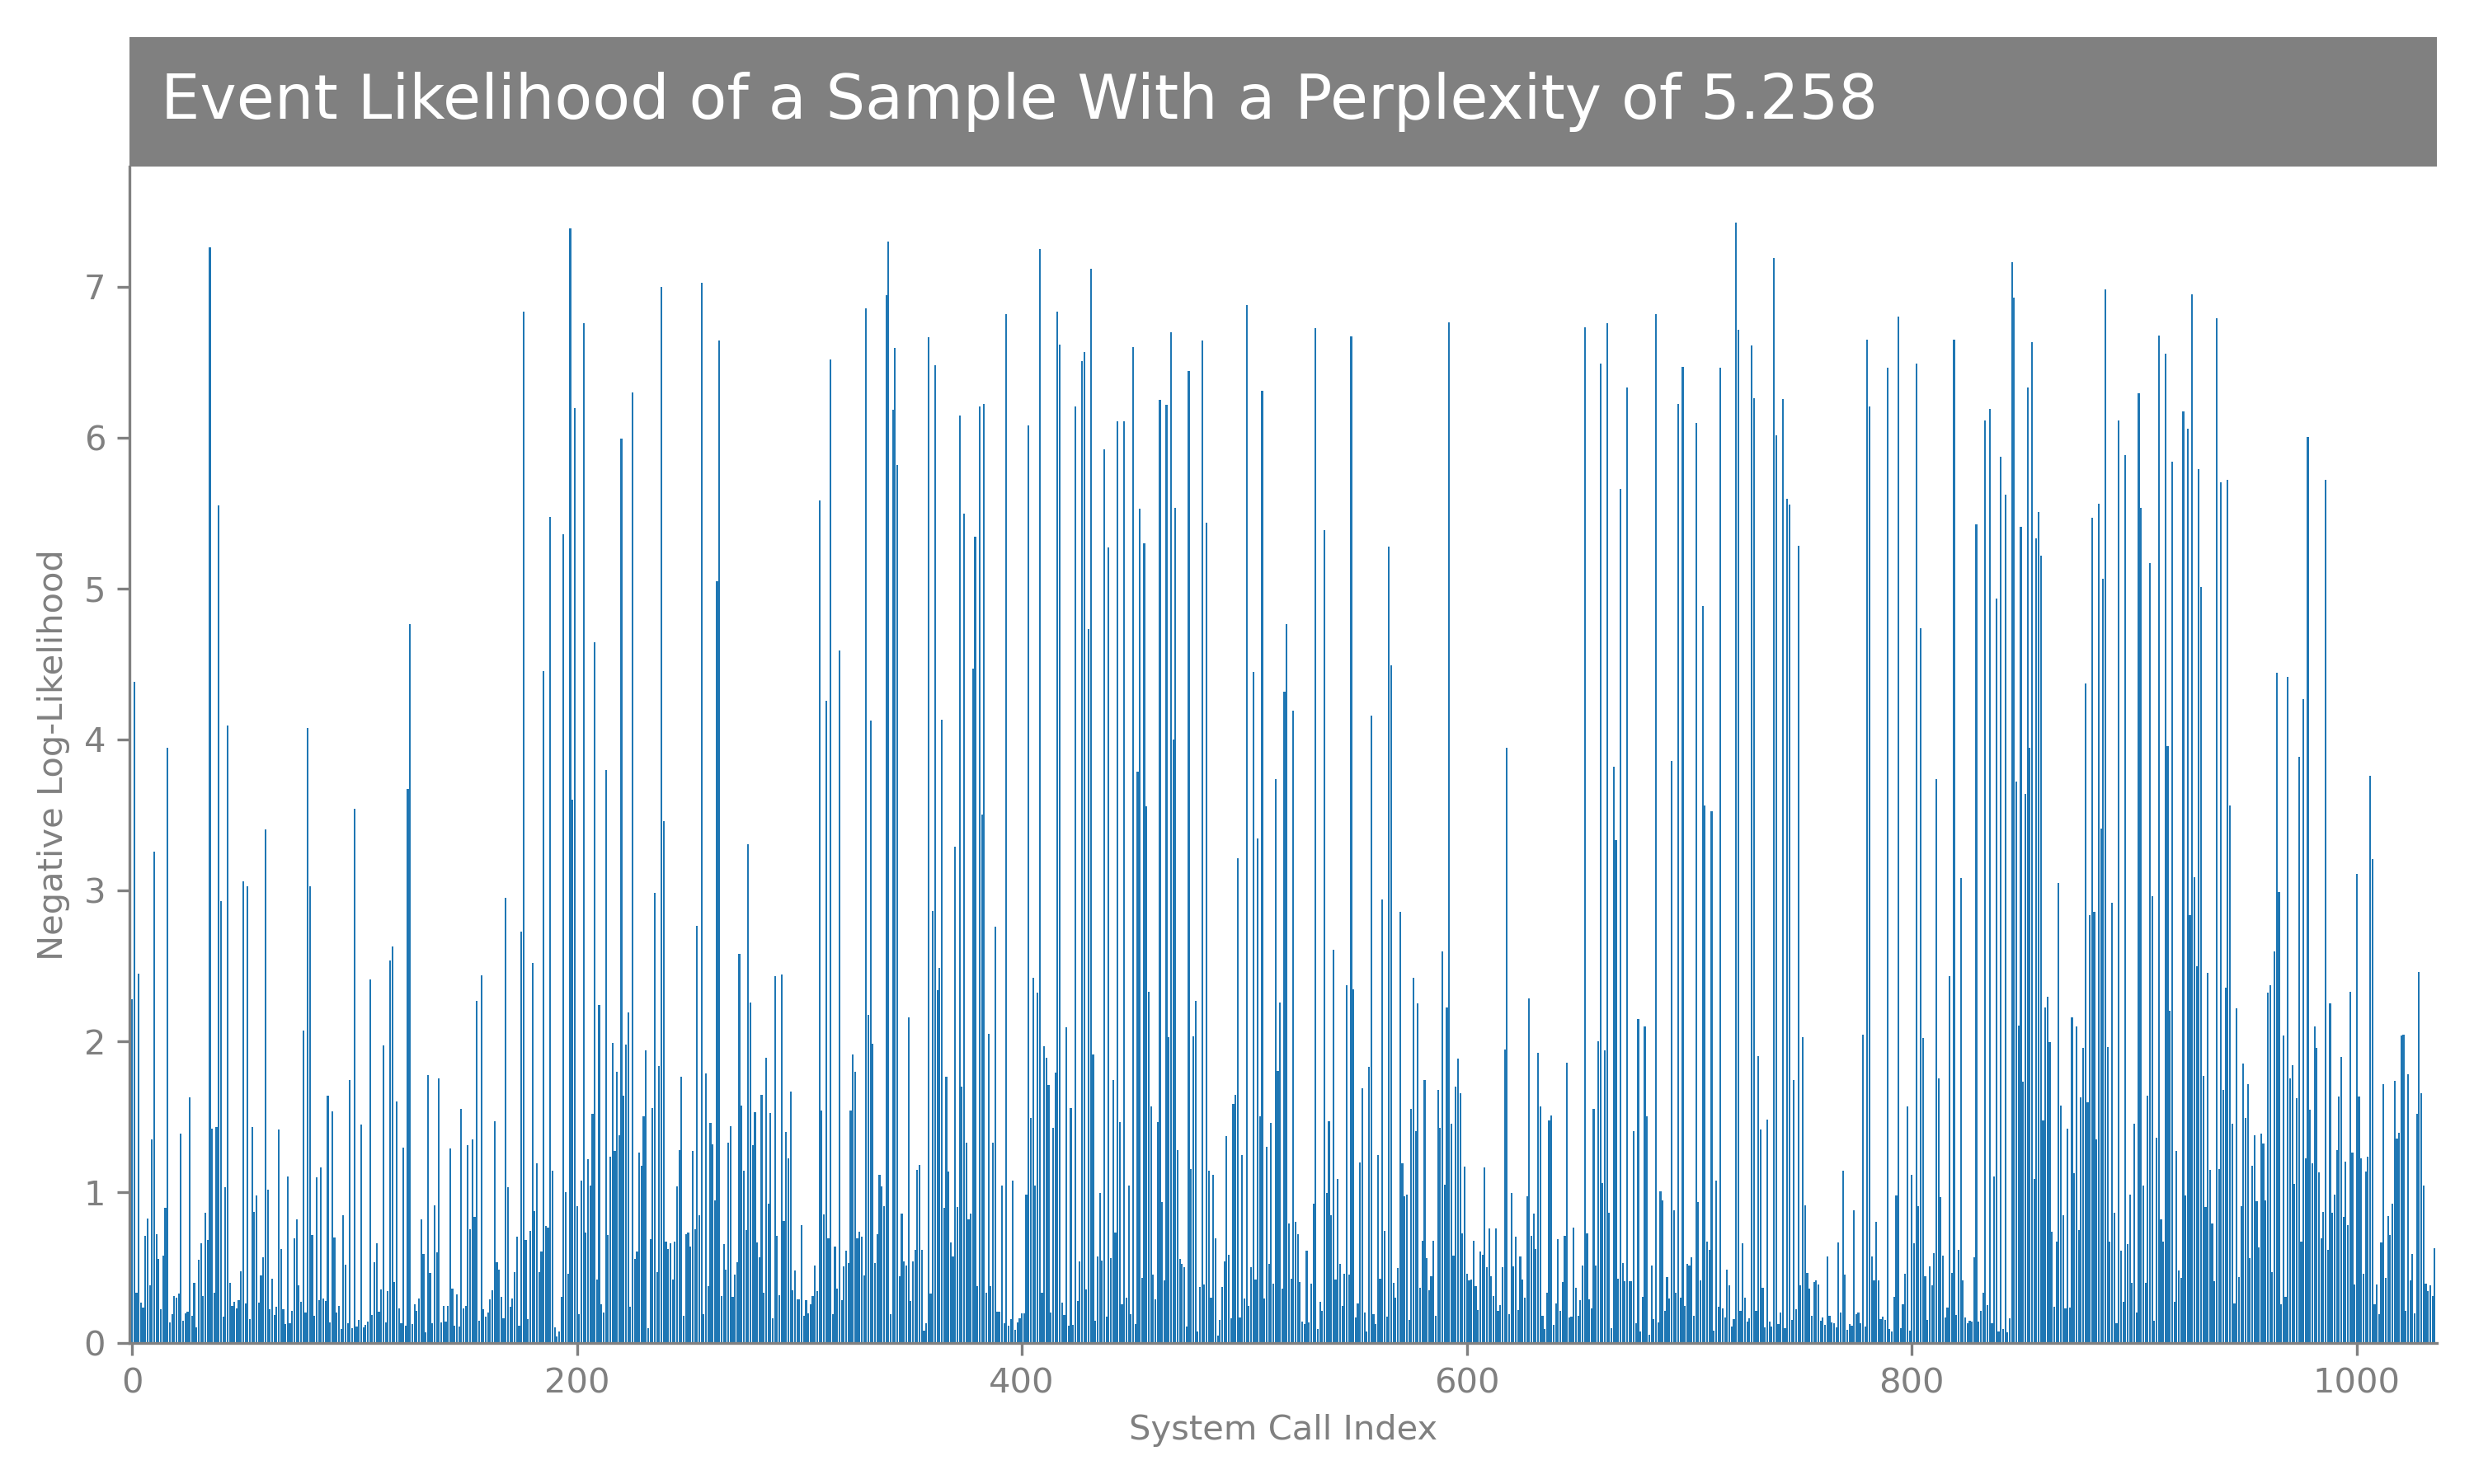 Event Likelihood of a Sample With a Perplexity of 5.258
Negative Log-Likelihood
7
6
5
4
3
2
1
0
0 200 400 600 800 1000
System Call Index